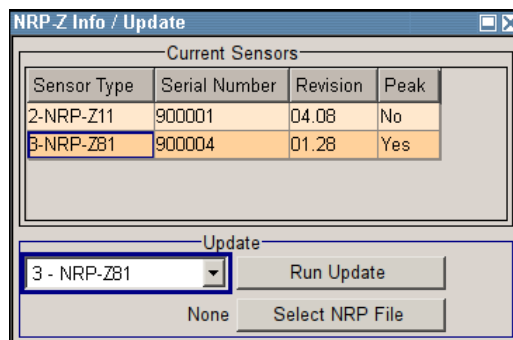 NRP-Z Info / Update
Current Sensors
Sensor Type Serial Number Revision Peak
2-NRP-Z11 900001 04.08 No
3-NRP-Z81 900004 01.28 Yes
Update
3 - NRP-Z81 Run Update
None Select NRP File